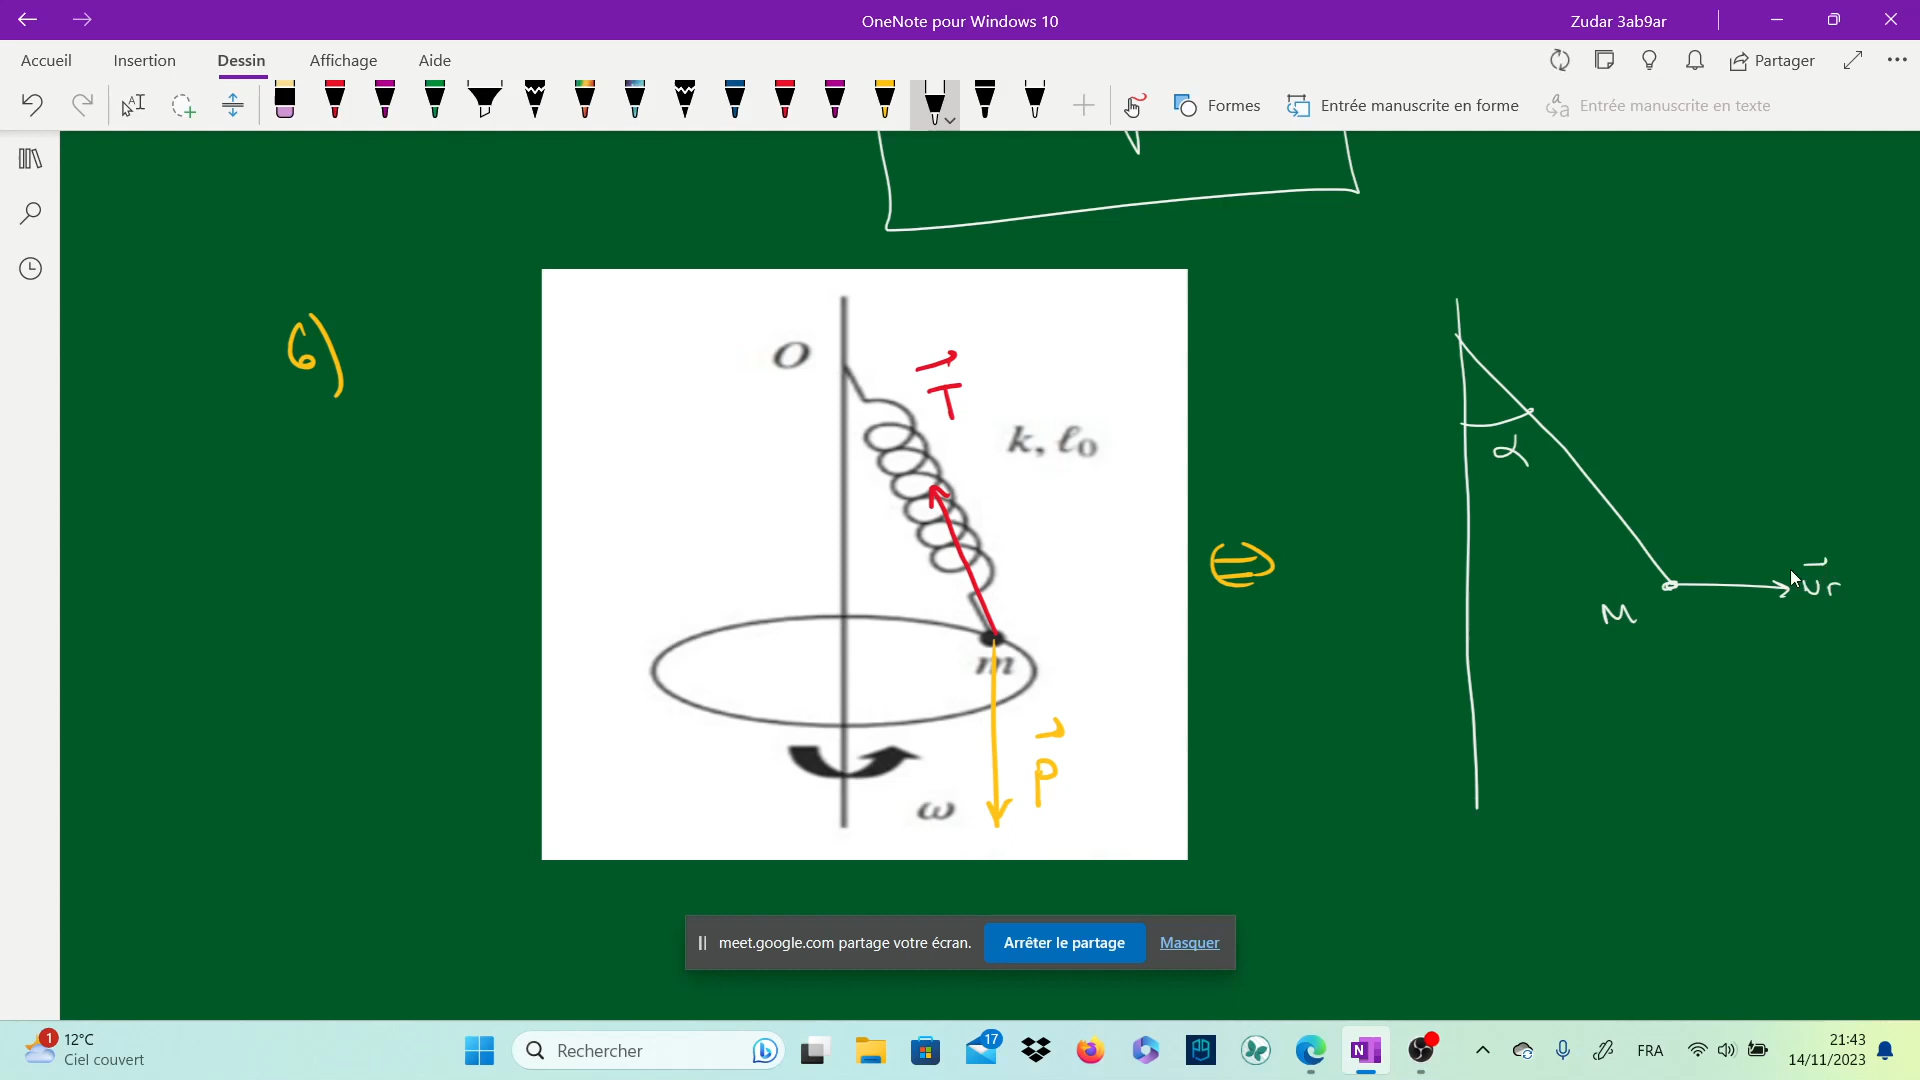 OneNote pour Windows 10
Zudar 3ab9ar
Accueil
Insertion
Dessin
Affichage
Aide
Partager
Formes
Entrée manuscrite en forme
Entrée manuscrite en texte
6)
O
T
k, ℓ0
m
P
ω
α
M
ur
meet.google.com partage votre écran.
Arrêter le partage
Masquer
1
12°C
Ciel couvert
Rechercher
17
FRA
21:43
14/11/2023